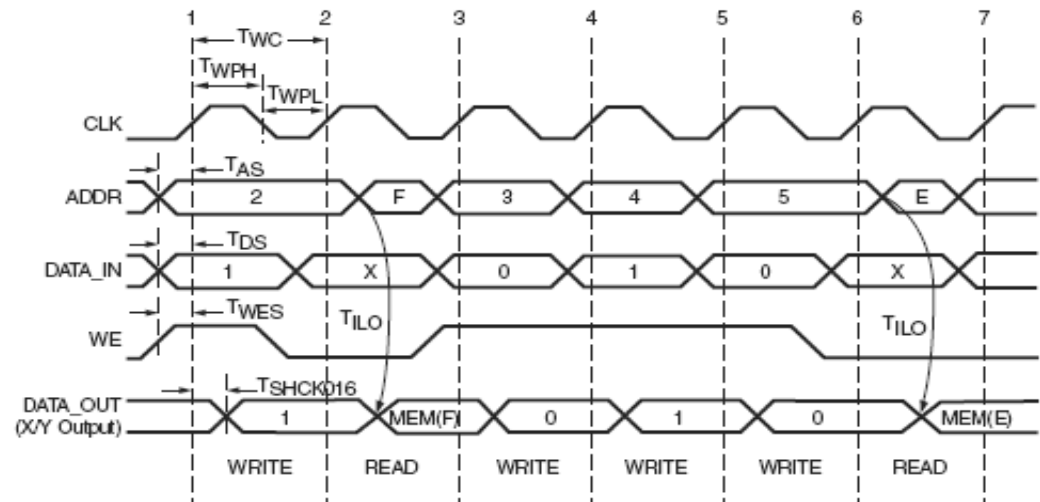 1 2 3 4 5 6 7
TWC
TWPH
TWPL
CLK
TAS
ADDR 2 F 3 4 5 E
TDS
DATA_IN 1 X 0 1 0 X
TWES
WE TILO TILO
TSHCKO16
DATA_OUT
(X/Y Output) 1 MEM(F) 0 1 0 MEM(E)
WRITE READ WRITE WRITE WRITE READ